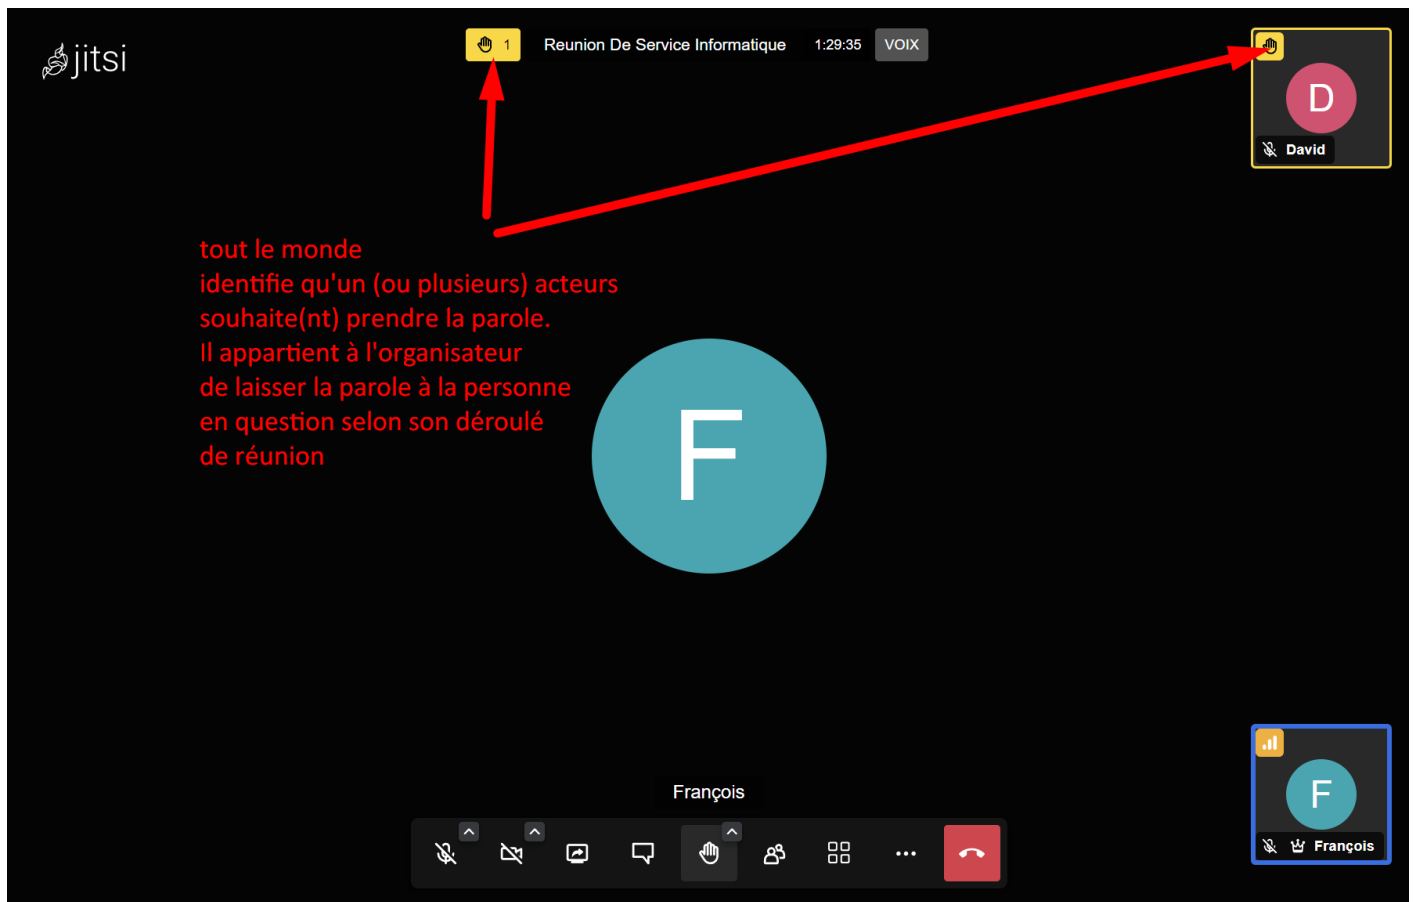 jitsi
1 Reunion De Service Informatique 1:29:35 VOIX
D
David
tout le monde
identifie qu'un (ou plusieurs) acteurs
souhaite(nt) prendre la parole.
Il appartient à l'organisateur
de laisser la parole à la personne
en question selon son déroulé
de réunion
F
François
F
François